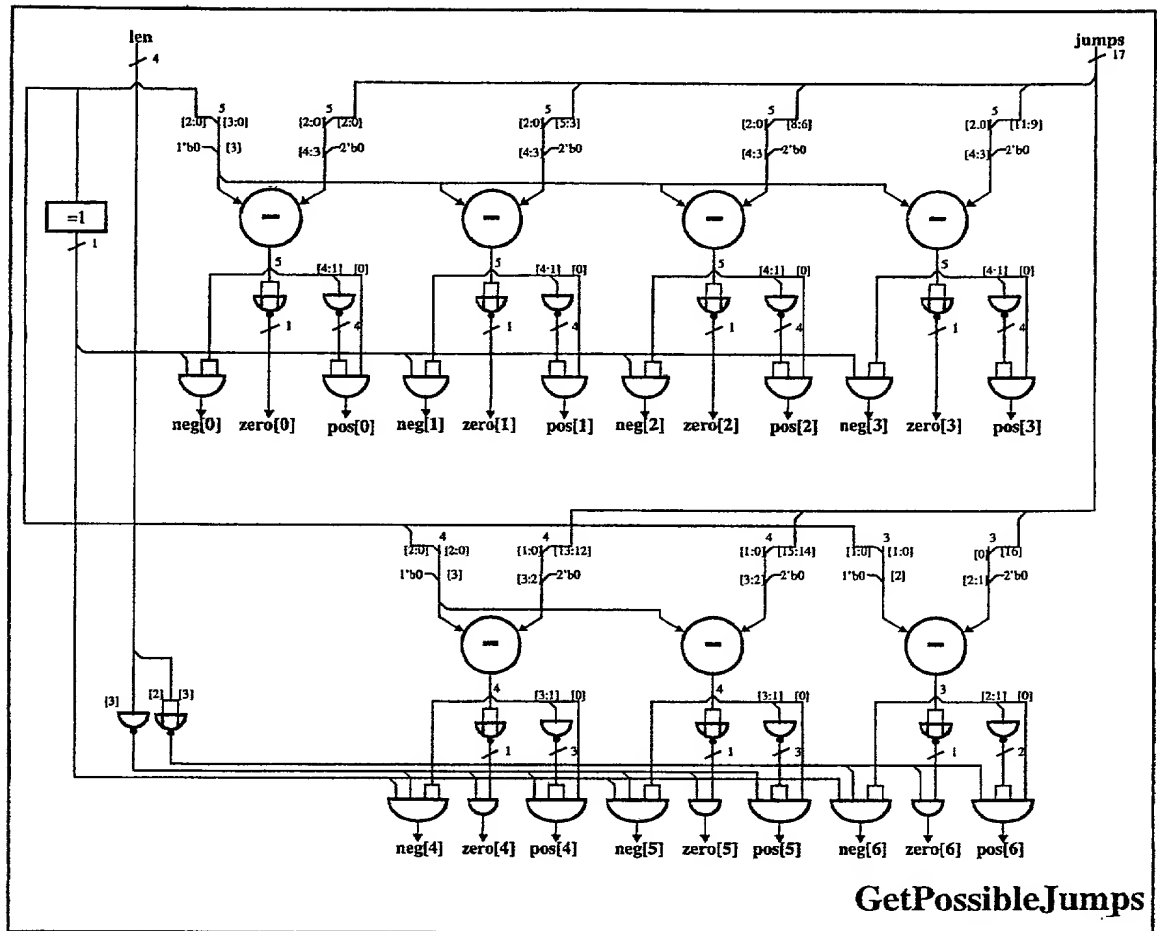 len jumps
4 17
5 5 5 5 5
[2:0] [3:0] [2:0] [2:0] [2:0] [5:3] [2:0] [8:6] [2:0] [11:9]
1'b0 [3] [4:3] 2'b0 [4:3] 2'b0 [4:3] 2'b0 [4:3] 2'b0
=1 − − − −
1
5 [4:1] [0] 5 [4:1] [0] 5 [4:1] [0] 5 [4:1] [0]
1 4 1 4 1 4 1 4
neg[0] zero[0] pos[0] neg[1] zero[1] pos[1] neg[2] zero[2] pos[2] neg[3] zero[3] pos[3]
4 4 4 3 3
[2:0] [2:0] [1:0] [13:12] [1:0] [15:14] [1:0] [1:0] [0] [16]
1'b0 [3] [3:2] 2'b0 [3:2] 2'b0 1'b0 [2] [2:1] 2'b0
− − −
4 [3:1] [0] 4 [3:1] [0] 3 [2:1] [0]
[3] [2] [3]
1 3 1 3 1 2
neg[4] zero[4] pos[4] neg[5] zero[5] pos[5] neg[6] zero[6] pos[6]
GetPossibleJumps